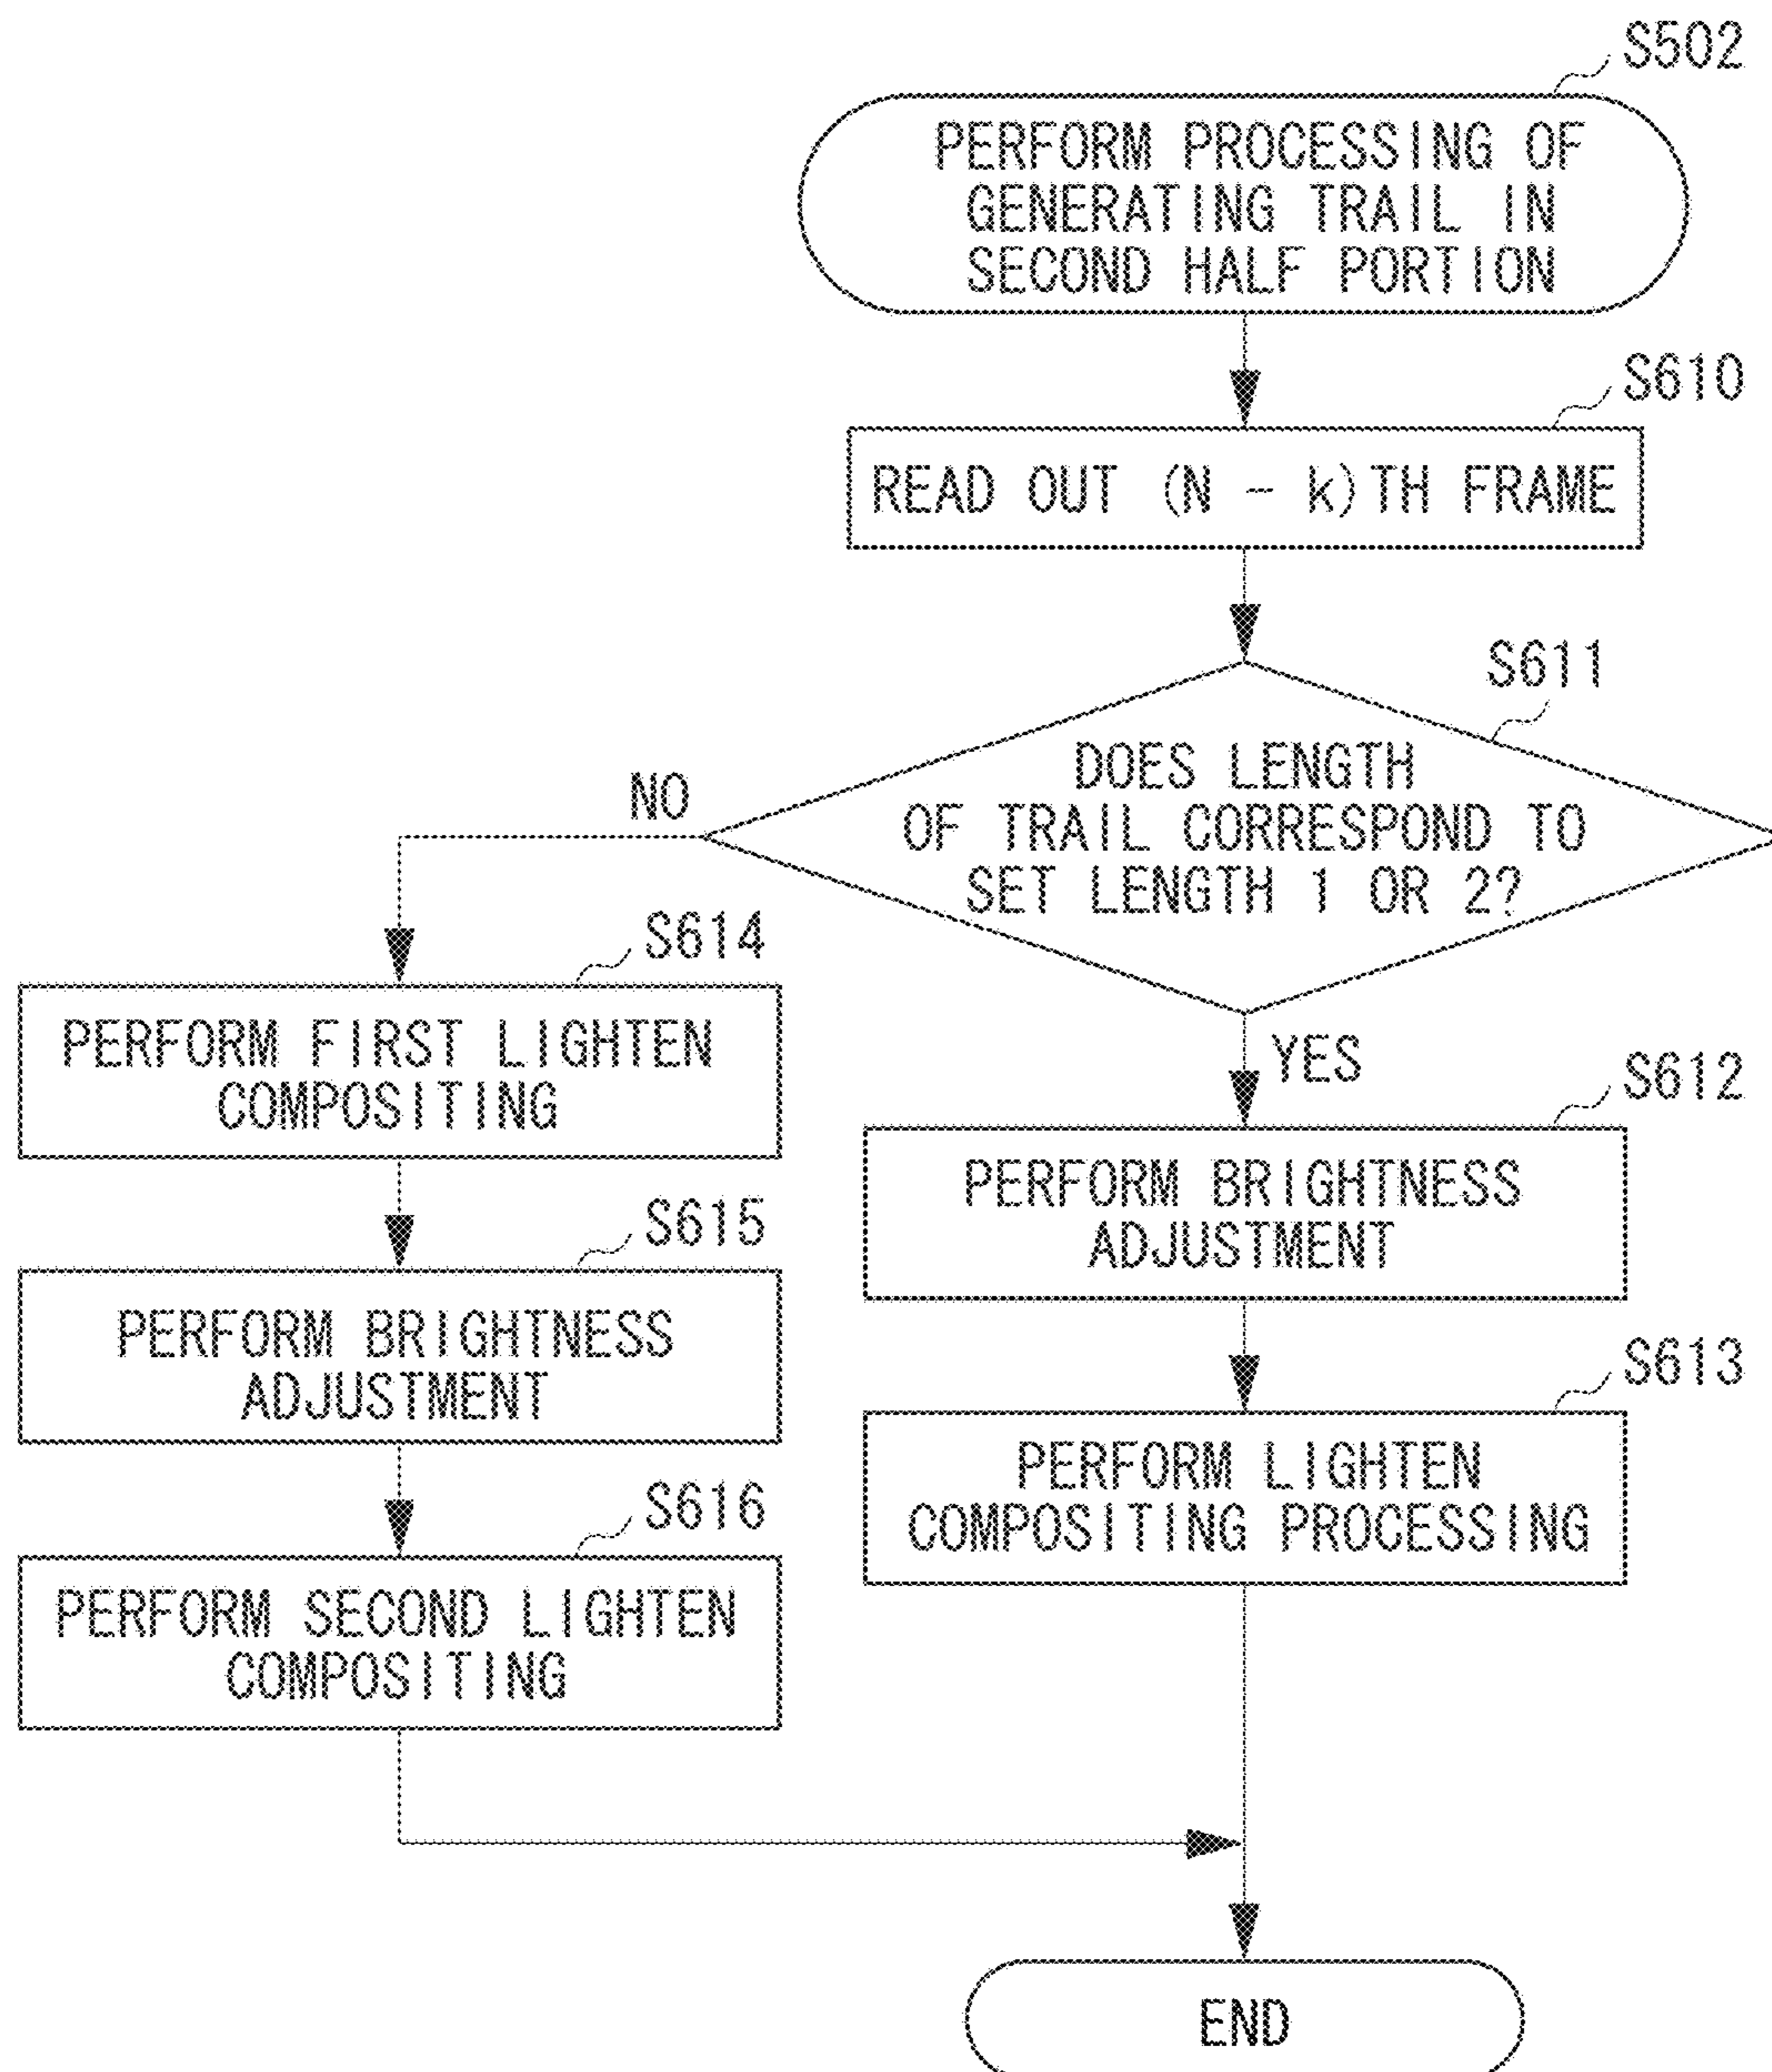 S502
PERFORM PROCESSING OF
GENERATING TRAIL IN
SECOND HALF PORTION
S610
READ OUT (N - k)TH FRAME
S611
DOES LENGTH
OF TRAIL CORRESPOND TO
SET LENGTH 1 OR 2?
NO
YES
S614
PERFORM FIRST LIGHTEN
COMPOSITING
S612
PERFORM BRIGHTNESS
ADJUSTMENT
S615
PERFORM BRIGHTNESS
ADJUSTMENT
S613
PERFORM LIGHTEN
COMPOSITING PROCESSING
S616
PERFORM SECOND LIGHTEN
COMPOSITING
END